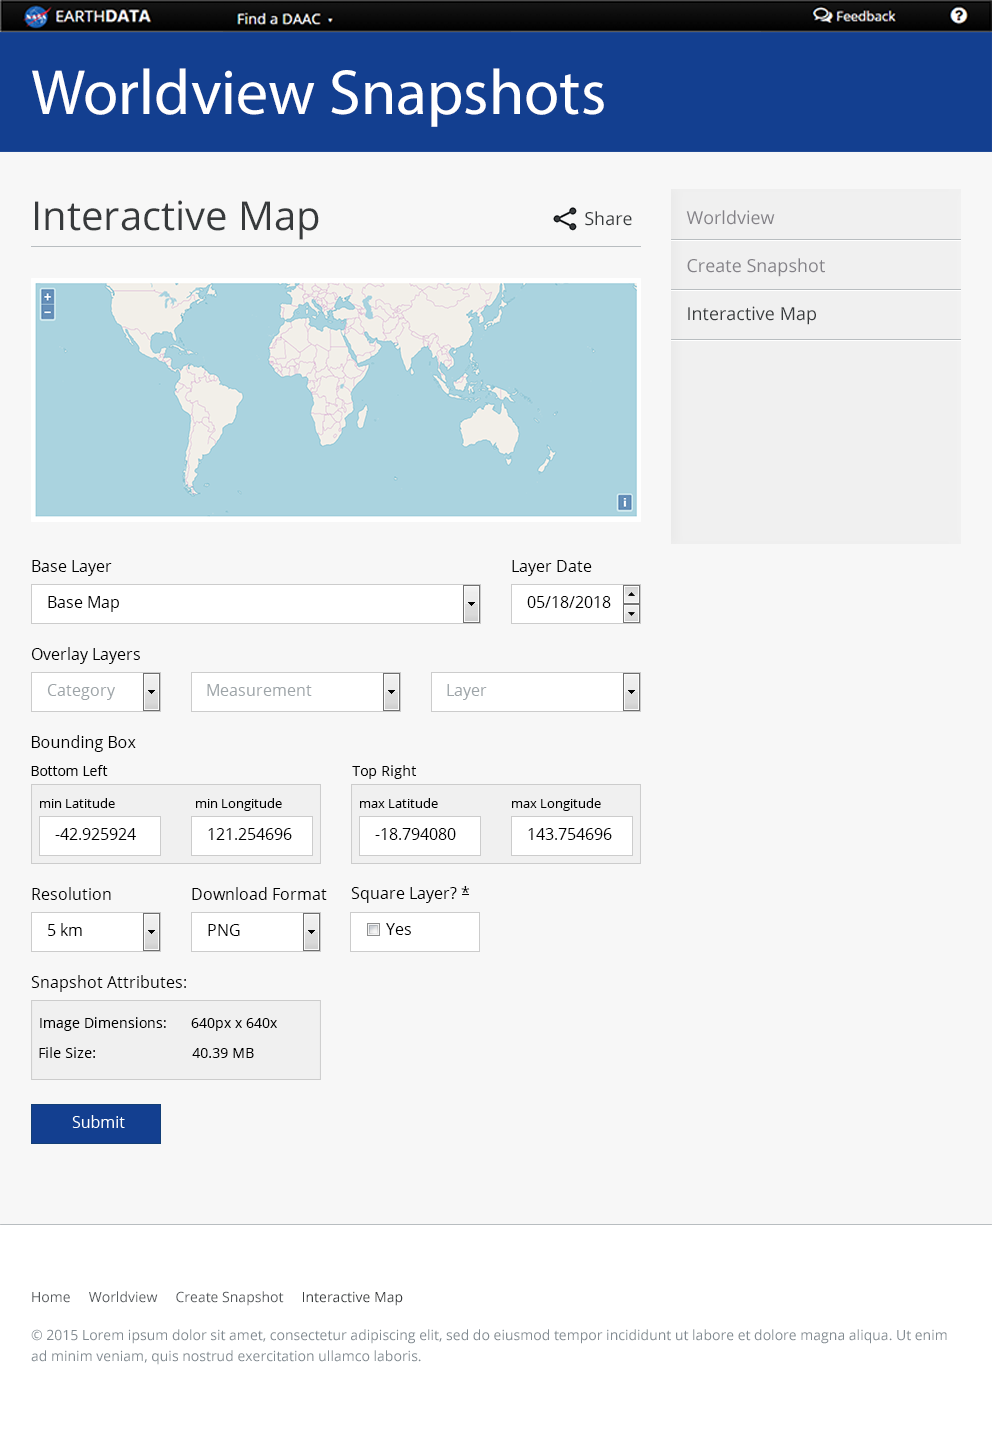 EARTHDATA Find a DAAC Feedback ?
Worldview Snapshots
Interactive Map
Share
Worldview
Create Snapshot
Interactive Map
+
−
i
Base Layer Layer Date
Base Map 05/18/2018
Overlay Layers
Category Measurement Layer
Bounding Box
Bottom Left Top Right
min Latitude min Longitude max Latitude max Longitude
-42.925924 121.254696 -18.794080 143.754696
Resolution Download Format Square Layer? *
5 km PNG Yes
Snapshot Attributes:
Image Dimensions: 640px x 640x
File Size: 40.39 MB
Submit
Home Worldview Create Snapshot Interactive Map
© 2015 Lorem ipsum dolor sit amet, consectetur adipiscing elit, sed do eiusmod tempor incididunt ut labore et dolore magna aliqua. Ut enim
ad minim veniam, quis nostrud exercitation ullamco laboris.